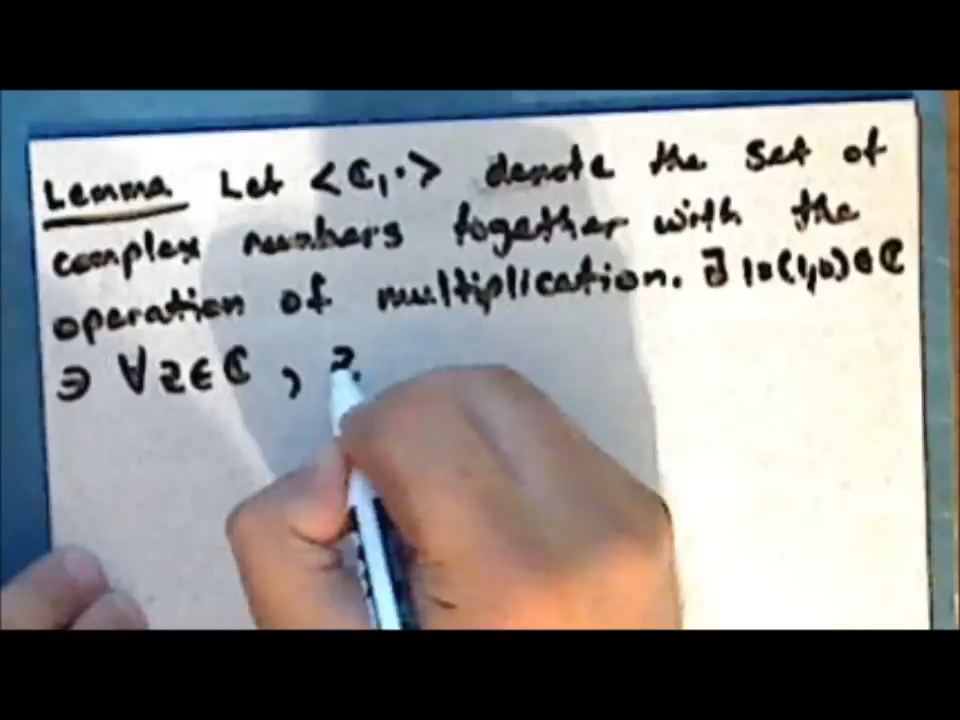 Lemma Let <ℂ,·> denote the set of
complex numbers together with the
operation of multiplication. ∃ 1=(1,0)∈ℂ
∋ ∀z∈ℂ, z·